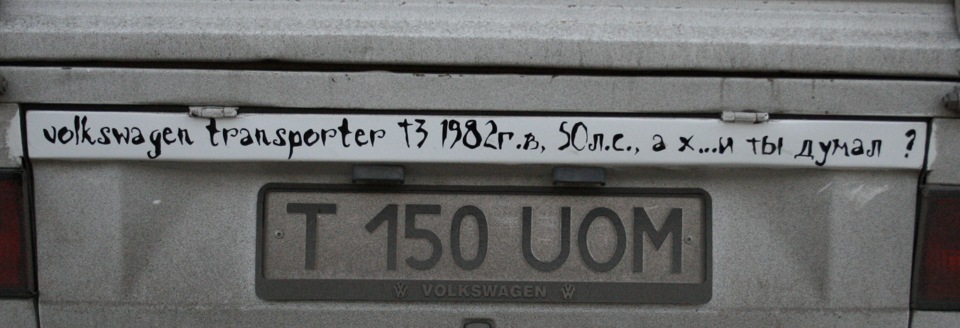 volkswagen transporter т3 1982г.в, 50л.с., а х...и ты думал ?
T 150 UOM
VOLKSWAGEN